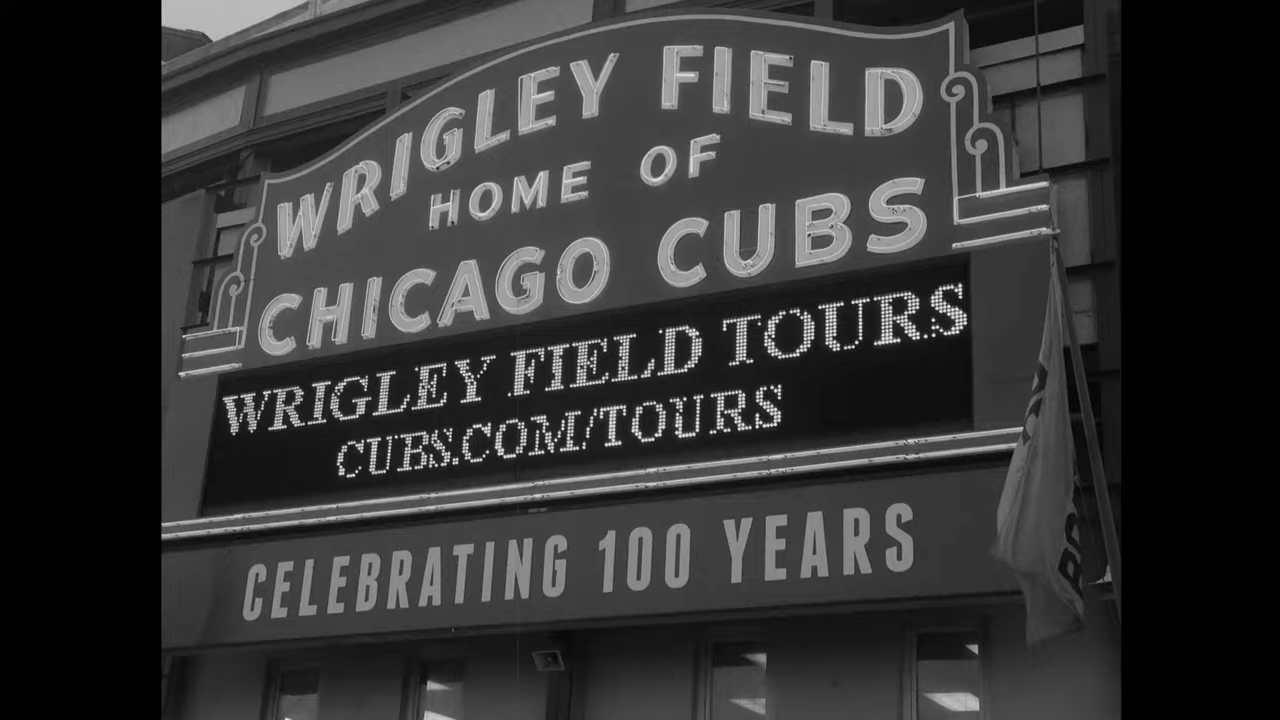 WRIGLEY FIELD
HOME OF
CHICAGO CUBS
WRIGLEY FIELD TOURS
CUBS.COM/TOURS
CELEBRATING 100 YEARS